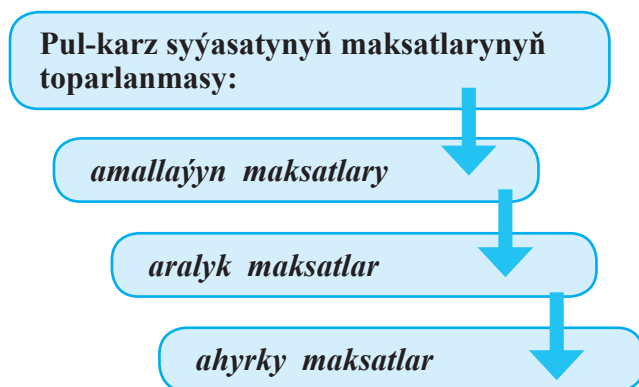 Pul-karz syýasatynyň maksatlarynyň
toparlanmasy:
amallaýyn maksatlary
aralyk maksatlar
ahyrky maksatlar